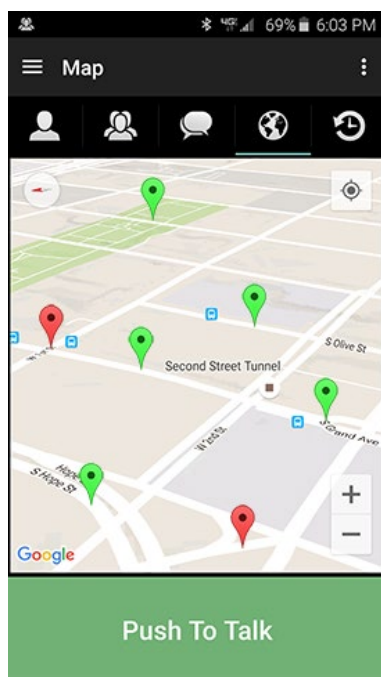 4G 69% 6:03 PM
Map
S Olive St
Second Street Tunnel
S Grand Ave
W 2nd St
Hope
S Hope St
Google
Push To Talk